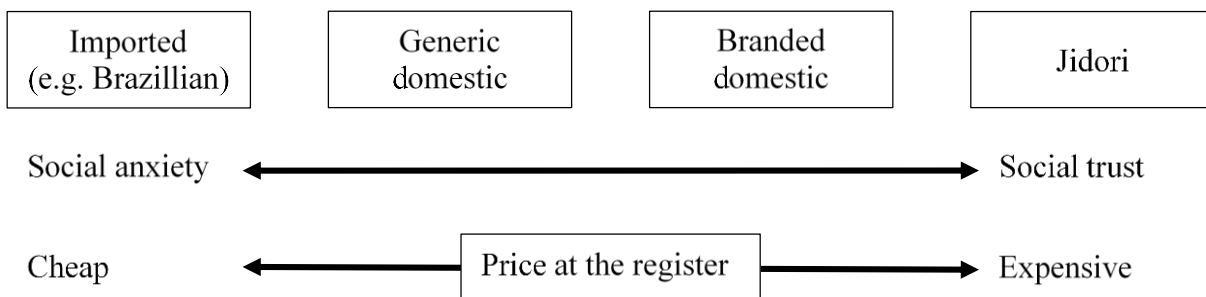 Imported
(e.g. Brazillian)
Generic
domestic
Branded
domestic
Jidori
Social anxiety
Social trust
Cheap
Price at the register
Expensive